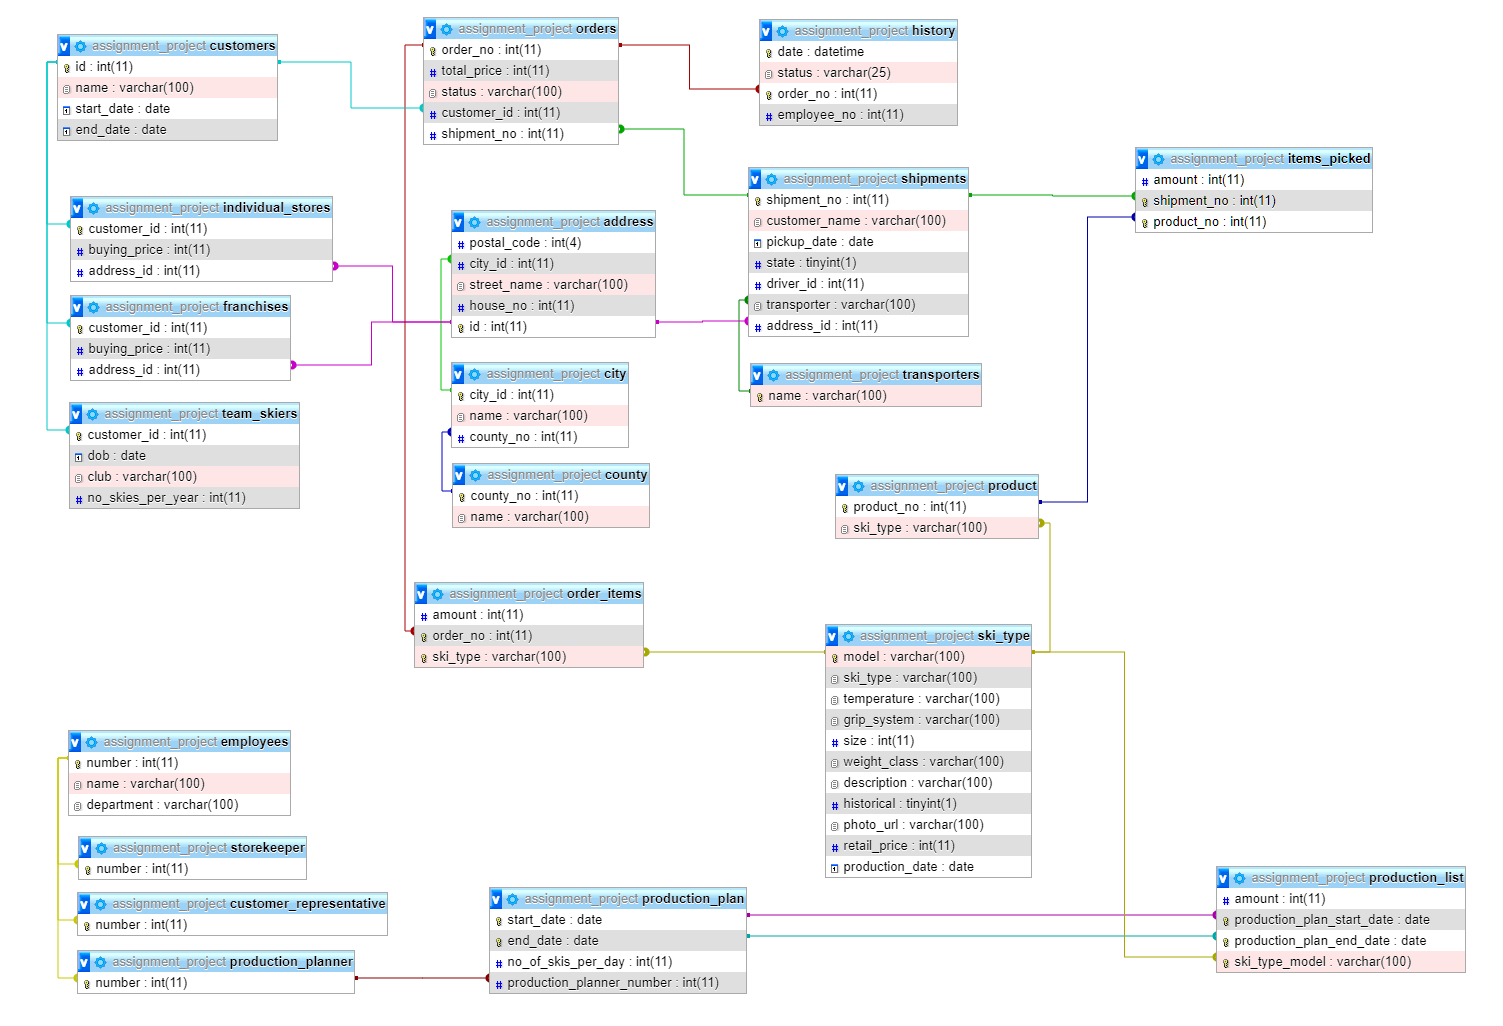 assignment_project customers
id : int(11)
name : varchar(100)
start_date : date
end_date : date
assignment_project orders
order_no : int(11)
total_price : int(11)
status : varchar(100)
customer_id : int(11)
shipment_no : int(11)
assignment_project history
date : datetime
status : varchar(25)
order_no : int(11)
employee_no : int(11)
assignment_project items_picked
amount : int(11)
shipment_no : int(11)
product_no : int(11)
assignment_project individual_stores
customer_id : int(11)
buying_price : int(11)
address_id : int(11)
assignment_project address
postal_code : int(4)
city_id : int(11)
street_name : varchar(100)
house_no : int(11)
id : int(11)
assignment_project shipments
shipment_no : int(11)
customer_name : varchar(100)
pickup_date : date
state : tinyint(1)
driver_id : int(11)
transporter : varchar(100)
address_id : int(11)
assignment_project franchises
customer_id : int(11)
buying_price : int(11)
address_id : int(11)
assignment_project city
city_id : int(11)
name : varchar(100)
county_no : int(11)
assignment_project transporters
name : varchar(100)
assignment_project team_skiers
customer_id : int(11)
dob : date
club : varchar(100)
no_skies_per_year : int(11)
assignment_project county
county_no : int(11)
name : varchar(100)
assignment_project product
product_no : int(11)
ski_type : varchar(100)
assignment_project order_items
amount : int(11)
order_no : int(11)
ski_type : varchar(100)
assignment_project ski_type
model : varchar(100)
ski_type : varchar(100)
temperature : varchar(100)
grip_system : varchar(100)
size : int(11)
weight_class : varchar(100)
description : varchar(100)
historical : tinyint(1)
photo_url : varchar(100)
retail_price : int(11)
production_date : date
assignment_project employees
number : int(11)
name : varchar(100)
department : varchar(100)
assignment_project storekeeper
number : int(11)
assignment_project customer_representative
number : int(11)
assignment_project production_planner
number : int(11)
assignment_project production_plan
start_date : date
end_date : date
no_of_skis_per_day : int(11)
production_planner_number : int(11)
assignment_project production_list
amount : int(11)
production_plan_start_date : date
production_plan_end_date : date
ski_type_model : varchar(100)